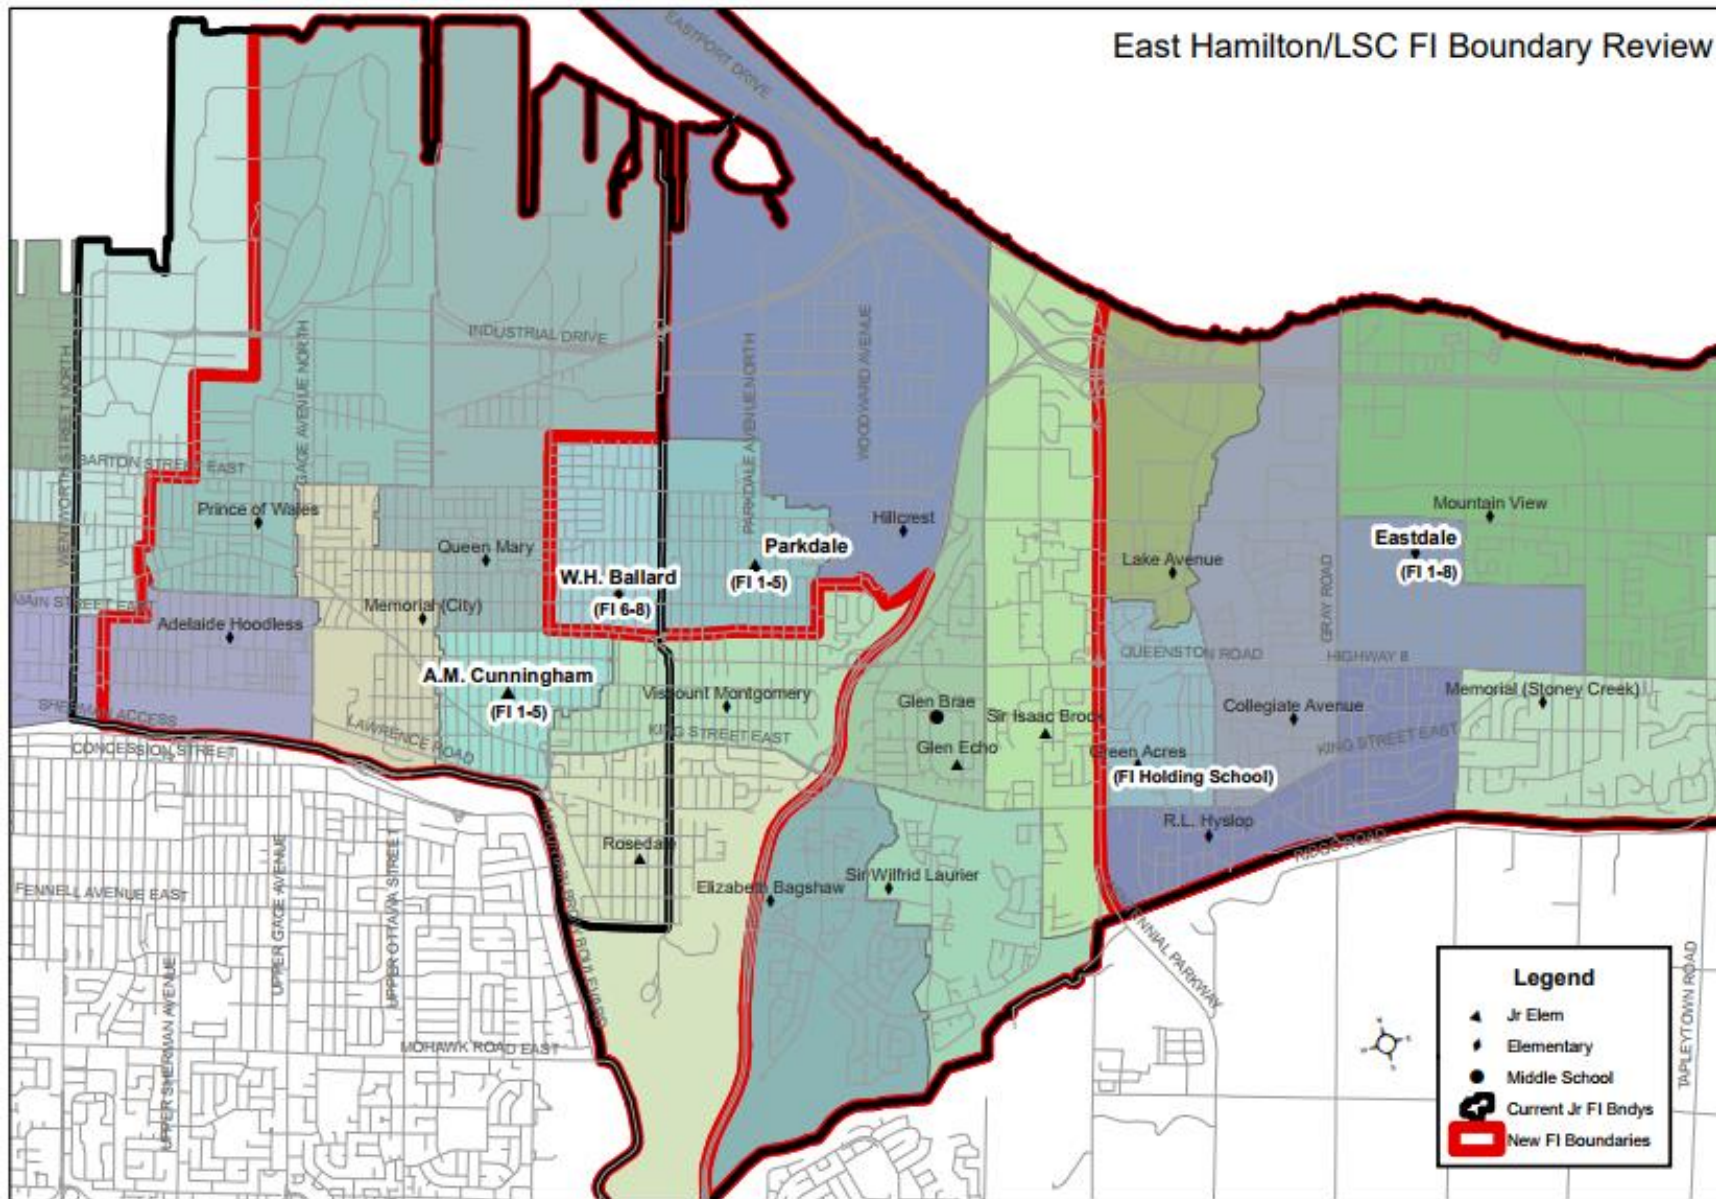 East Hamilton/LSC FI Boundary Review
EASTPORT DRIVE
INDUSTRIAL DRIVE
WENTWORTH STREET NORTH
GAGE AVENUE NORTH
PARKDALE AVENUE NORTH
WOODWARD AVENUE
BARTON STREET EAST
Prince of Wales
Queen Mary
Parkdale
(FI 1-5)
Hillcrest
Mountain View
Eastdale
(FI 1-8)
Lake Avenue
W.H. Ballard
(FI 6-8)
MAIN STREET EAST
Memorial (City)
Adelaide Hoodless
GRAY ROAD
QUEENSTON ROAD
HIGHWAY 8
A.M. Cunningham
(FI 1-5)
Viscount Montgomery
Glen Brae
Sir Isaac Brock
Collegiate Avenue
Memorial (Stoney Creek)
SHERMAN ACCESS
LAWRENCE ROAD
KING STREET EAST
KING STREET EAST
CONCESSION STREET
Glen Echo
Green Acres
(FI Holding School)
R.L. Hyslop
RIDGE ROAD
Rosedale
Elizabeth Bagshaw
Sir Wilfrid Laurier
FENNELL AVENUE EAST
UPPER GAGE AVENUE
UPPER OTTAWA STREET
UPPER SHERMAN AVENUE
MOHAWK ROAD EAST
TAPLEYTOWN ROAD
Legend
Jr Elem
Elementary
Middle School
Current Jr FI Bndys
New FI Boundaries